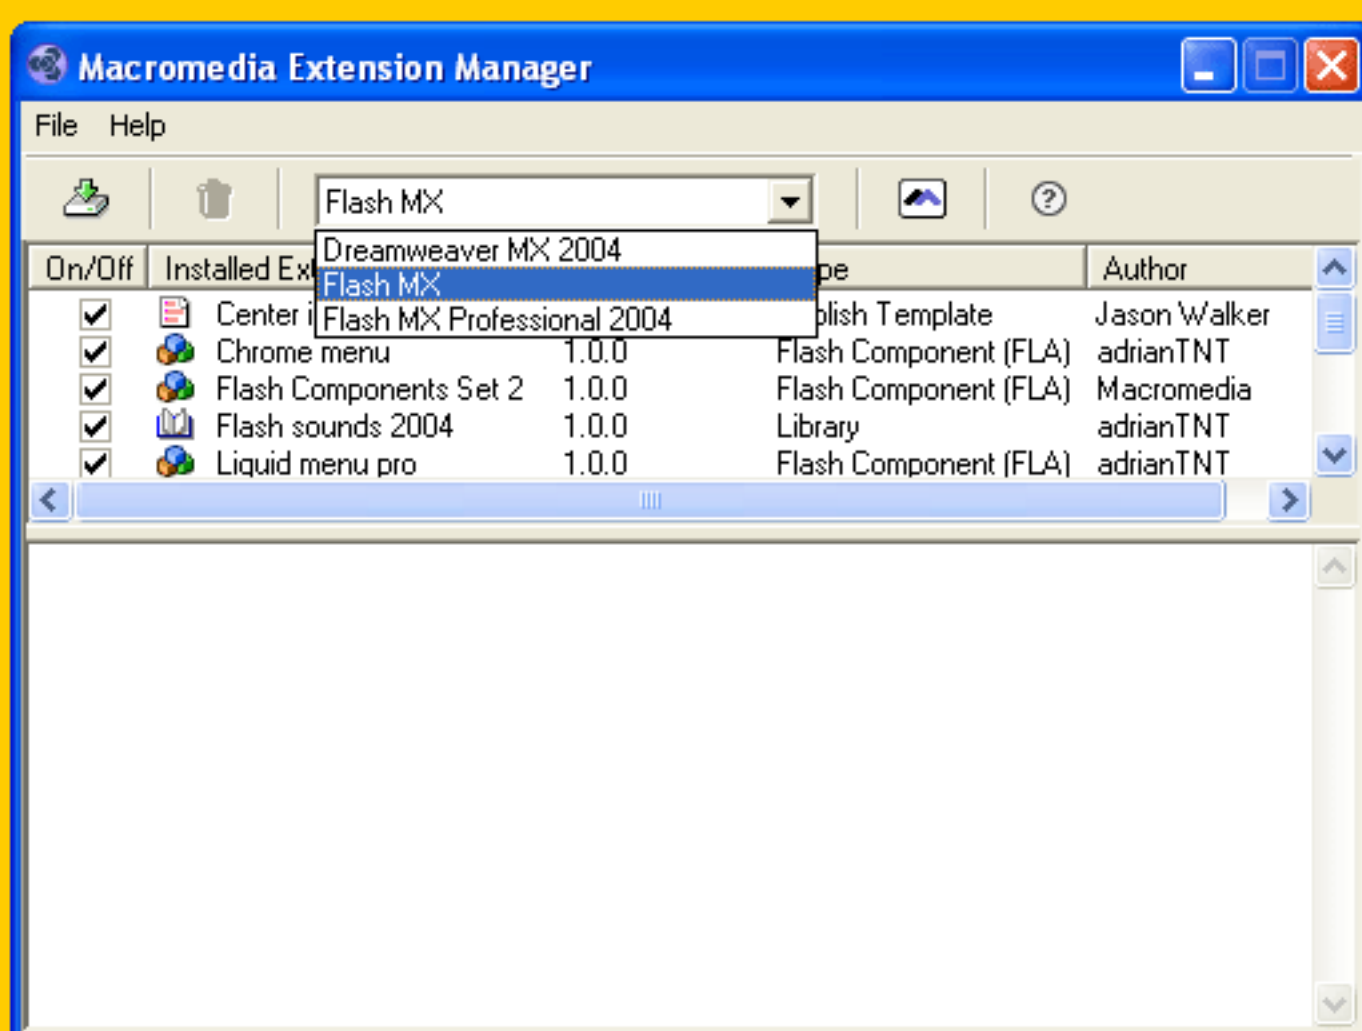 Macromedia Extension Manager
File Help
Flash MX
Dreamweaver MX 2004
Flash MX
Flash MX Professional 2004
On/Off Installed Ext pe Author
Center i blish Template Jason Walker
Chrome menu 1.0.0 Flash Component (FLA) adrianTNT
Flash Components Set 2 1.0.0 Flash Component (FLA) Macromedia
Flash sounds 2004 1.0.0 Library adrianTNT
Liquid menu pro 1.0.0 Flash Component (FLA) adrianTNT